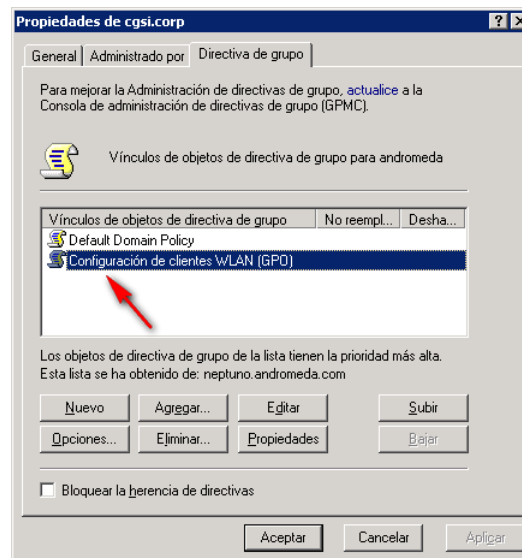 Propiedades de cgsi.corp
General Administrado por Directiva de grupo
Para mejorar la Administración de directivas de grupo, actualice a la
Consola de administración de directivas de grupo (GPMC).
Vínculos de objetos de directiva de grupo para andromeda
Vínculos de objetos de directiva de grupo No reempl... Desha...
Default Domain Policy
Configuración de clientes WLAN (GPO)
Los objetos de directiva de grupo de la lista tienen la prioridad más alta.
Esta lista se ha obtenido de: neptuno.andromeda.com
Nuevo Agregar... Editar Subir
Opciones... Eliminar... Propiedades Bajar
Bloquear la herencia de directivas
Aceptar Cancelar Aplicar